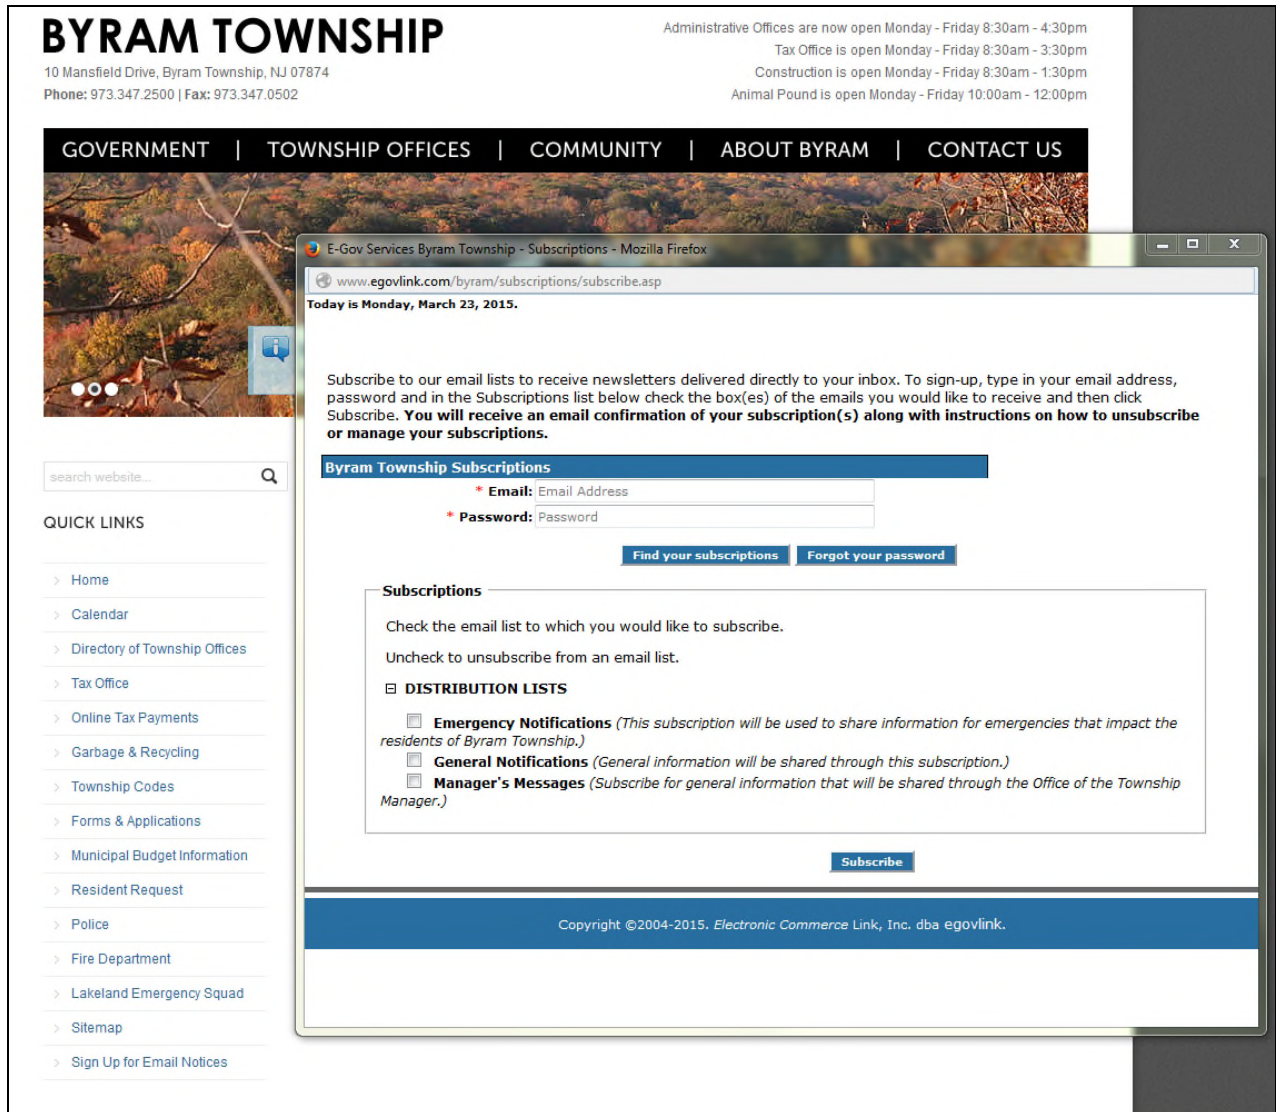 BYRAM TOWNSHIP
10 Mansfield Drive, Byram Township, NJ 07874
Phone: 973.347.2500 | Fax: 973.347.0502
Administrative Offices are now open Monday - Friday 8:30am - 4:30pm
Tax Office is open Monday - Friday 8:30am - 3:30pm
Construction is open Monday - Friday 8:30am - 1:30pm
Animal Pound is open Monday - Friday 10:00am - 12:00pm
GOVERNMENT | TOWNSHIP OFFICES | COMMUNITY | ABOUT BYRAM | CONTACT US
search website...
QUICK LINKS
Home
Calendar
Directory of Township Offices
Tax Office
Online Tax Payments
Garbage & Recycling
Township Codes
Forms & Applications
Municipal Budget Information
Resident Request
Police
Fire Department
Lakeland Emergency Squad
Sitemap
Sign Up for Email Notices
E-Gov Services Byram Township - Subscriptions - Mozilla Firefox
www.egovlink.com/byram/subscriptions/subscribe.asp
Today is Monday, March 23, 2015.
Subscribe to our email lists to receive newsletters delivered directly to your inbox. To sign-up, type in your email address,
password and in the Subscriptions list below check the box(es) of the emails you would like to receive and then click
Subscribe. You will receive an email confirmation of your subscription(s) along with instructions on how to unsubscribe
or manage your subscriptions.
Byram Township Subscriptions
* Email: Email Address
* Password: Password
Find your subscriptions Forgot your password
Subscriptions
Check the email list to which you would like to subscribe.
Uncheck to unsubscribe from an email list.
DISTRIBUTION LISTS
Emergency Notifications (This subscription will be used to share information for emergencies that impact the
residents of Byram Township.)
General Notifications (General information will be shared through this subscription.)
Manager's Messages (Subscribe for general information that will be shared through the Office of the Township
Manager.)
Subscribe
Copyright ©2004-2015. Electronic Commerce Link, Inc. dba egovlink.